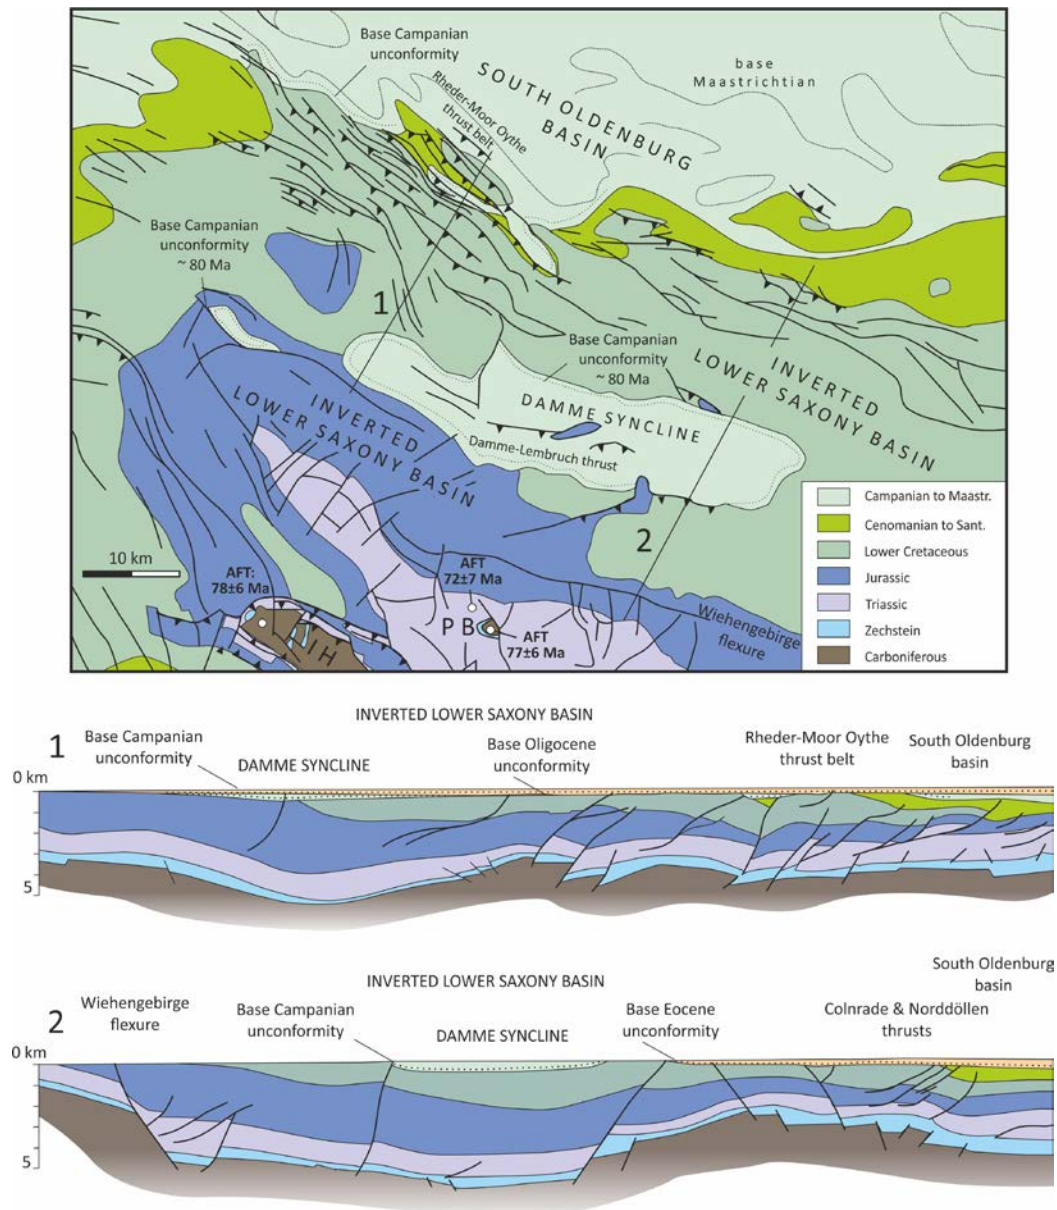 Base Campanian
unconformity
SOUTH OLDENBURG
BASIN
base
Maastrichtian
Rheder-Moor Oythe
thrust belt
Base Campanian
unconformity
~ 80 Ma
1
Base Campanian
unconformity
~ 80 Ma
INVERTED
LOWER SAXONY BASIN
DAMME SYNCLINE
Damme-Lembruch thrust
INVERTED
LOWER SAXONY BASIN
2
10 km
AFT:
78±6 Ma
AFT
72±7 Ma
P B
AFT
77±6 Ma
I H
Wiehengebirge
flexure
Campanian to Maastr.
Cenomanian to Sant.
Lower Cretaceous
Jurassic
Triassic
Zechstein
Carboniferous
INVERTED LOWER SAXONY BASIN
1
Base Campanian
unconformity
DAMME SYNCLINE
Base Oligocene
unconformity
Rheder-Moor Oythe
thrust belt
South Oldenburg
basin
0 km
5
INVERTED LOWER SAXONY BASIN
2
Wiehengebirge
flexure
Base Campanian
unconformity
DAMME SYNCLINE
Base Eocene
unconformity
Colnrade & Norddöllen
thrusts
South Oldenburg
basin
0 km
5